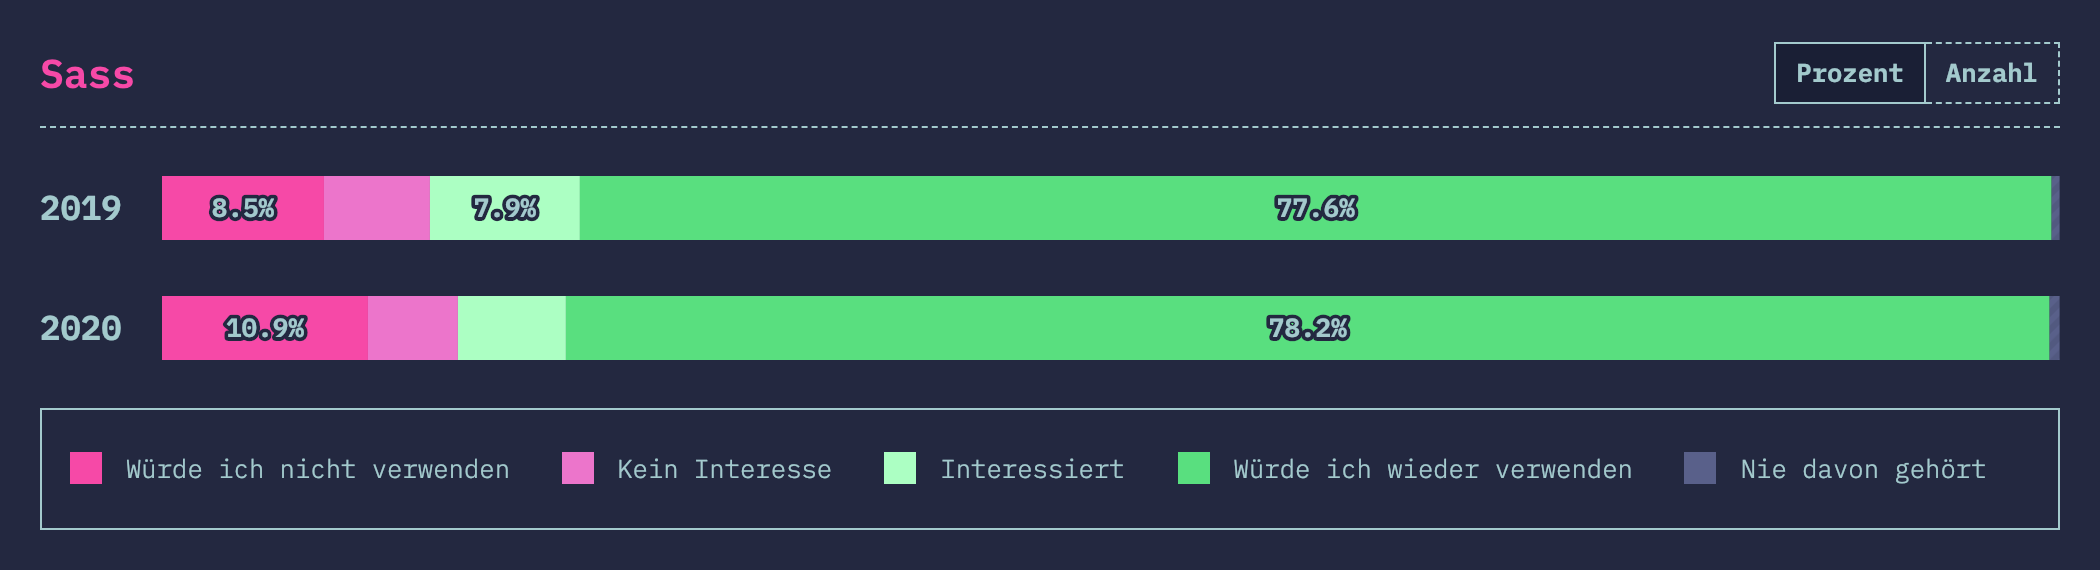 Sass
Prozent Anzahl
2019 8.5% 7.9% 77.6%
2020 10.9% 78.2%
Würde ich nicht verwenden Kein Interesse Interessiert Würde ich wieder verwenden Nie davon gehört